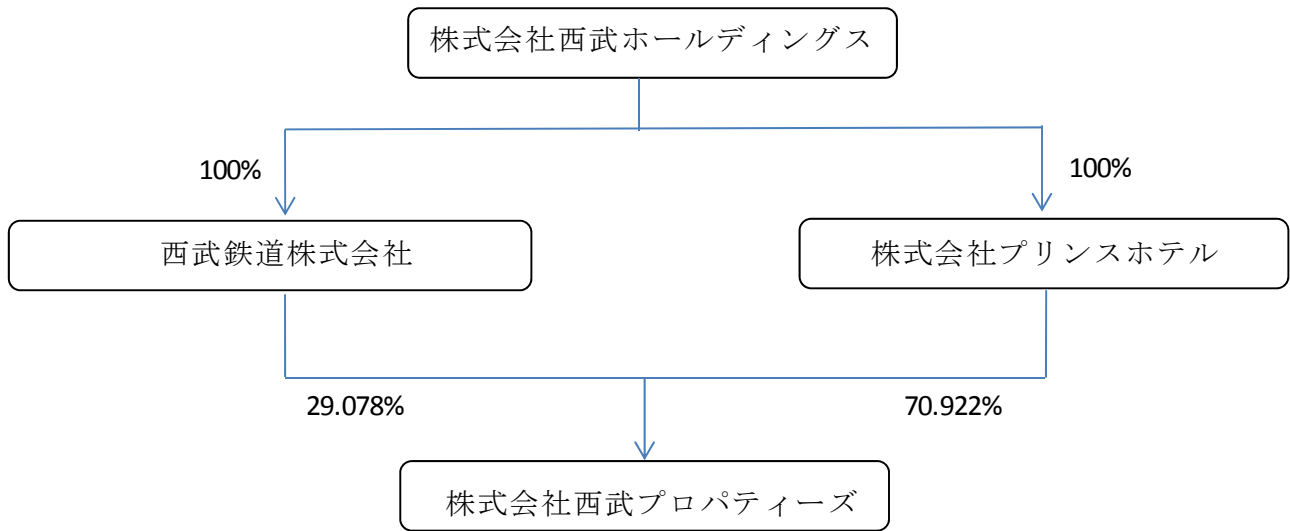 株式会社西武ホールディングス
100%
100%
西武鉄道株式会社
株式会社プリンスホテル
29.078%
70.922%
株式会社西武プロパティーズ